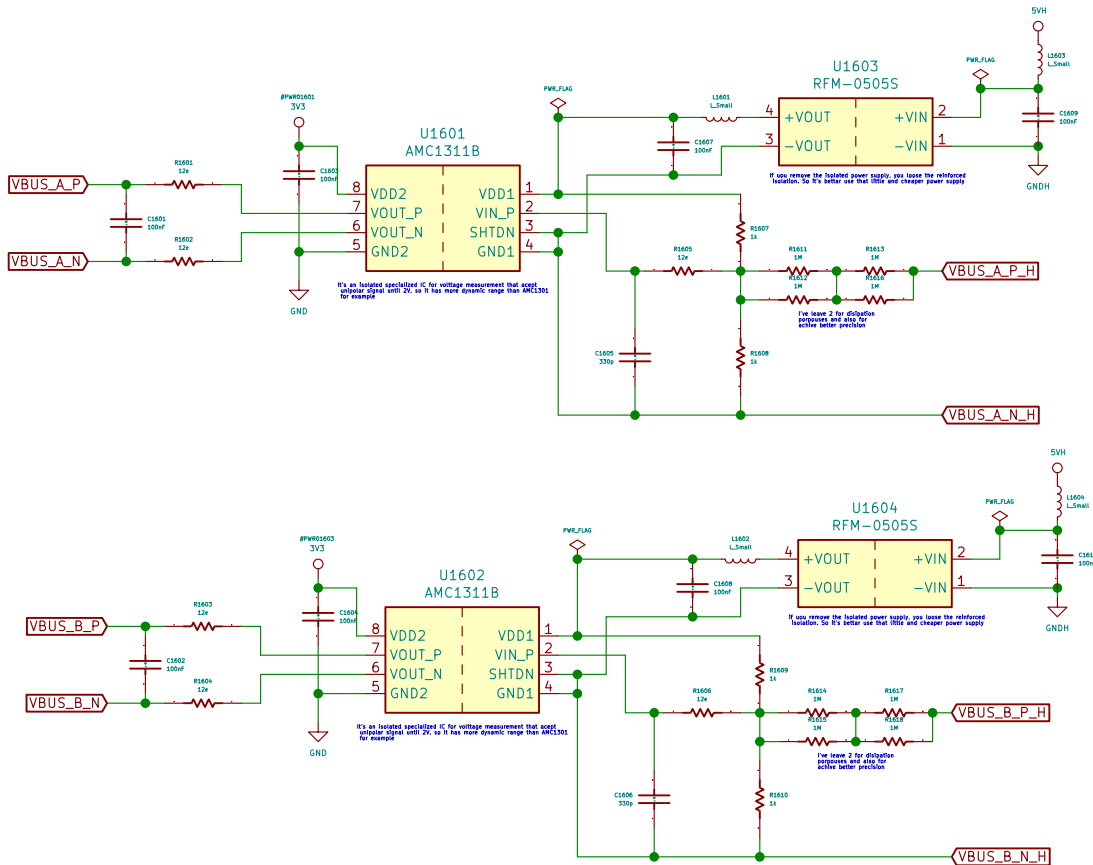 5VH
L1603
L_Small
U1603
RFM-0505S
PWR_FLAG
PWR_FLAG
L1601
L_Small
4 +VOUT +VIN 2
3 -VOUT -VIN 1
C1607
100nF
C1609
100nF
GNDH
If uou remove the isolated power supply, you loose the reinforced
isolation. So it's better use that little and cheaper power supply
#PWR01601
3V3
U1601
AMC1311B
C1603
100nF
R1601
12e
VBUS_A_P
C1601
100nF
R1602
12e
VBUS_A_N
8 VDD2 VDD1 1
7 VOUT_P VIN_P 2
6 VOUT_N SHTDN 3
5 GND2 GND1 4
GND
It's an isolated specialized IC for volttage measurement that acept
unipolar signal until 2V, so it has more dynamic range than AMC1301
for example
R1607
1k
R1605
12e
R1611
1M
R1613
1M
R1612
1M
R1616
1M
VBUS_A_P_H
I've leave 2 for disipation
porpouses and also for
achive better precision
C1605
330p
R1608
1k
VBUS_A_N_H
5VH
L1604
L_Small
U1604
RFM-0505S
PWR_FLAG
PWR_FLAG
L1602
L_Small
4 +VOUT +VIN 2
3 -VOUT -VIN 1
C1608
100nF
C161
100n
GNDH
If uou remove the isolated power supply, you loose the reinforced
isolation. So it's better use that little and cheaper power supply
#PWR01603
3V3
U1602
AMC1311B
C1604
100nF
R1603
12e
VBUS_B_P
C1602
100nF
R1604
12e
VBUS_B_N
8 VDD2 VDD1 1
7 VOUT_P VIN_P 2
6 VOUT_N SHTDN 3
5 GND2 GND1 4
GND
It's an isolated specialized IC for volttage measurement that acept
unipolar signal until 2V, so it has more dynamic range than AMC1301
for example
R1609
1k
R1606
12e
R1614
1M
R1617
1M
R1615
1M
R1618
1M
VBUS_B_P_H
I've leave 2 for disipation
porpouses and also for
achive better precision
C1606
330p
R1610
1k
VBUS_B_N_H